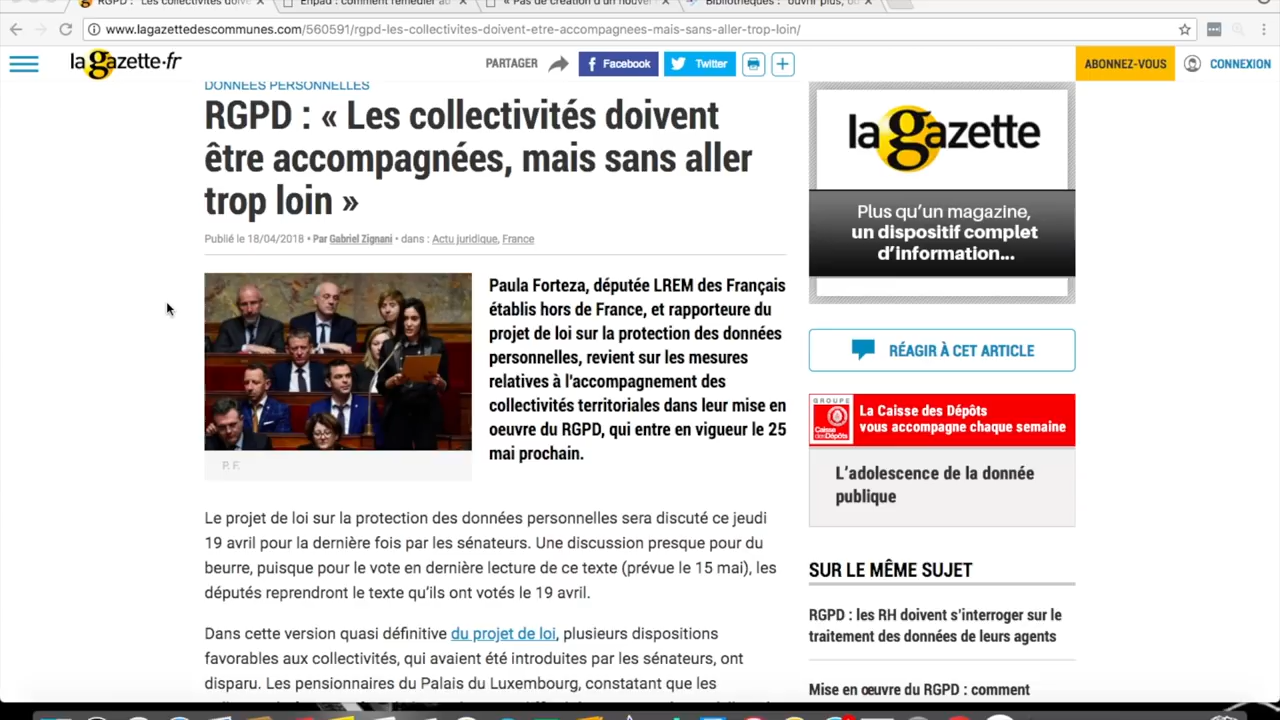 RGPD : "Les collectivités doive
Ehpad : comment remédier au
« Pas de création d'un nouvel
Bibliothèques : "ouvrir plus, ou
www.lagazettedescommunes.com/560591/rgpd-les-collectivites-doivent-etre-accompagnees-mais-sans-aller-trop-loin/
la gazette·fr
PARTAGER
Facebook
Twitter
ABONNEZ-VOUS
CONNEXION
DONNÉES PERSONNELLES
RGPD : « Les collectivités doivent
être accompagnées, mais sans aller
trop loin »
Publié le 18/04/2018 • Par Gabriel Zignani • dans : Actu juridique, France
P. F.
Paula Forteza, députée LREM des Français
établis hors de France, et rapporteure du
projet de loi sur la protection des données
personnelles, revient sur les mesures
relatives à l'accompagnement des
collectivités territoriales dans leur mise en
oeuvre du RGPD, qui entre en vigueur le 25
mai prochain.
Le projet de loi sur la protection des données personnelles sera discuté ce jeudi
19 avril pour la dernière fois par les sénateurs. Une discussion presque pour du
beurre, puisque pour le vote en dernière lecture de ce texte (prévue le 15 mai), les
députés reprendront le texte qu'ils ont votés le 19 avril.
Dans cette version quasi définitive du projet de loi, plusieurs dispositions
favorables aux collectivités, qui avaient été introduites par les sénateurs, ont
disparu. Les pensionnaires du Palais du Luxembourg, constatant que les
la gazette
Plus qu'un magazine,
un dispositif complet
d'information...
RÉAGIR À CET ARTICLE
GROUPE
Caisse
des Dépôts
La Caisse des Dépôts
vous accompagne chaque semaine
L'adolescence de la donnée
publique
SUR LE MÊME SUJET
RGPD : les RH doivent s'interroger sur le
traitement des données de leurs agents
Mise en œuvre du RGPD : comment